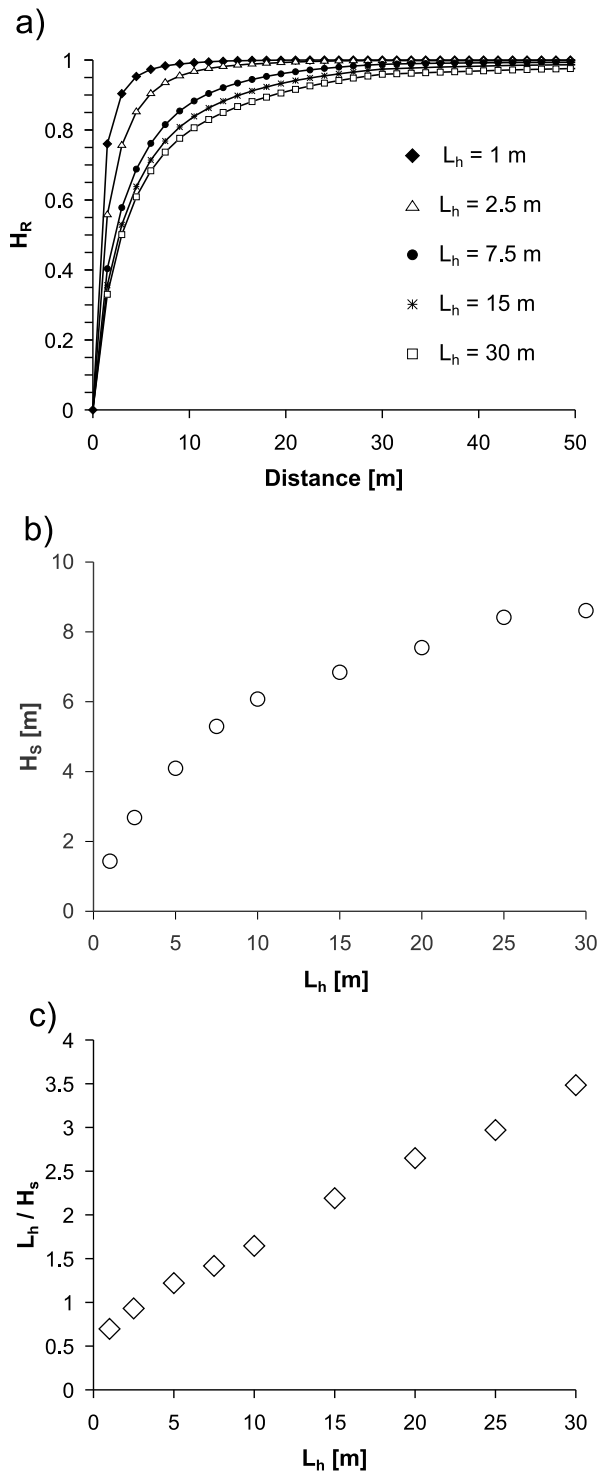 a)
1
0.8
0.6
0.4
0.2
0
H_R
L_h = 1 m
L_h = 2.5 m
L_h = 7.5 m
L_h = 15 m
L_h = 30 m
0 10 20 30 40 50
Distance [m]
b)
10
8
6
4
2
0
H_S [m]
0 5 10 15 20 25 30
L_h [m]
c)
4
3.5
3
2.5
2
1.5
1
0.5
0
L_h / H_s
0 5 10 15 20 25 30
L_h [m]